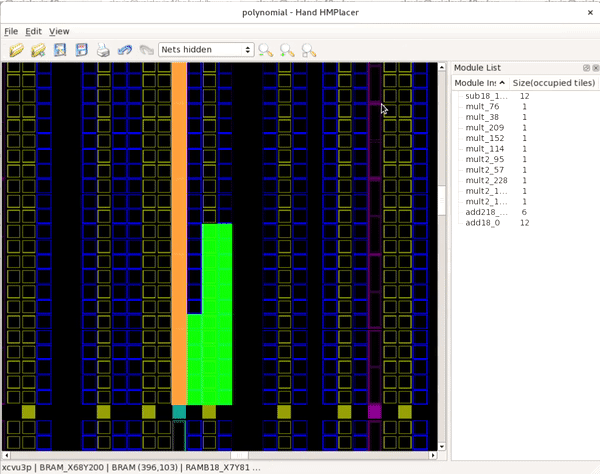 polynomial - Hand HMPlacer
File Edit View
Nets hidden
Module List
Module In Size(occupied tiles)
sub18_1... 12
mult_76 1
mult_38 1
mult_209 1
mult_152 1
mult_114 1
mult2_95 1
mult2_57 1
mult2_228 1
mult2_1... 1
mult2_1... 1
add218_... 6
add18_0 12
xcvu3p | BRAM_X68Y200 | BRAM (396,103) | RAMB18_X7Y81 ...